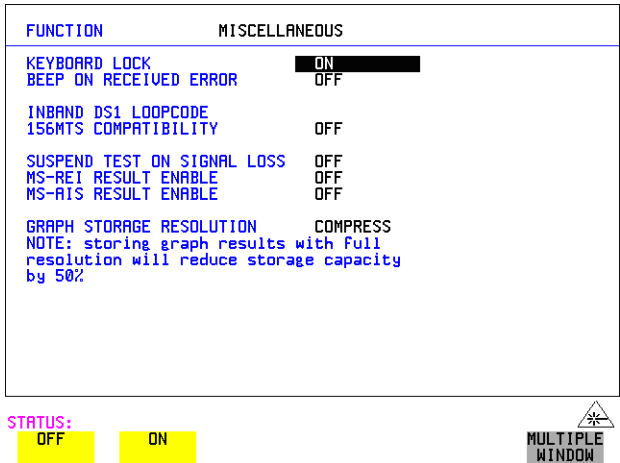 FUNCTION MISCELLANEOUS
KEYBOARD LOCK ON
BEEP ON RECEIVED ERROR OFF
INBAND DS1 LOOPCODE
156MTS COMPATIBILITY OFF
SUSPEND TEST ON SIGNAL LOSS OFF
MS-REI RESULT ENABLE OFF
MS-AIS RESULT ENABLE OFF
GRAPH STORAGE RESOLUTION COMPRESS
NOTE: storing graph results with full
resolution will reduce storage capacity
by 50%
STATUS:
OFF ON MULTIPLE
WINDOW